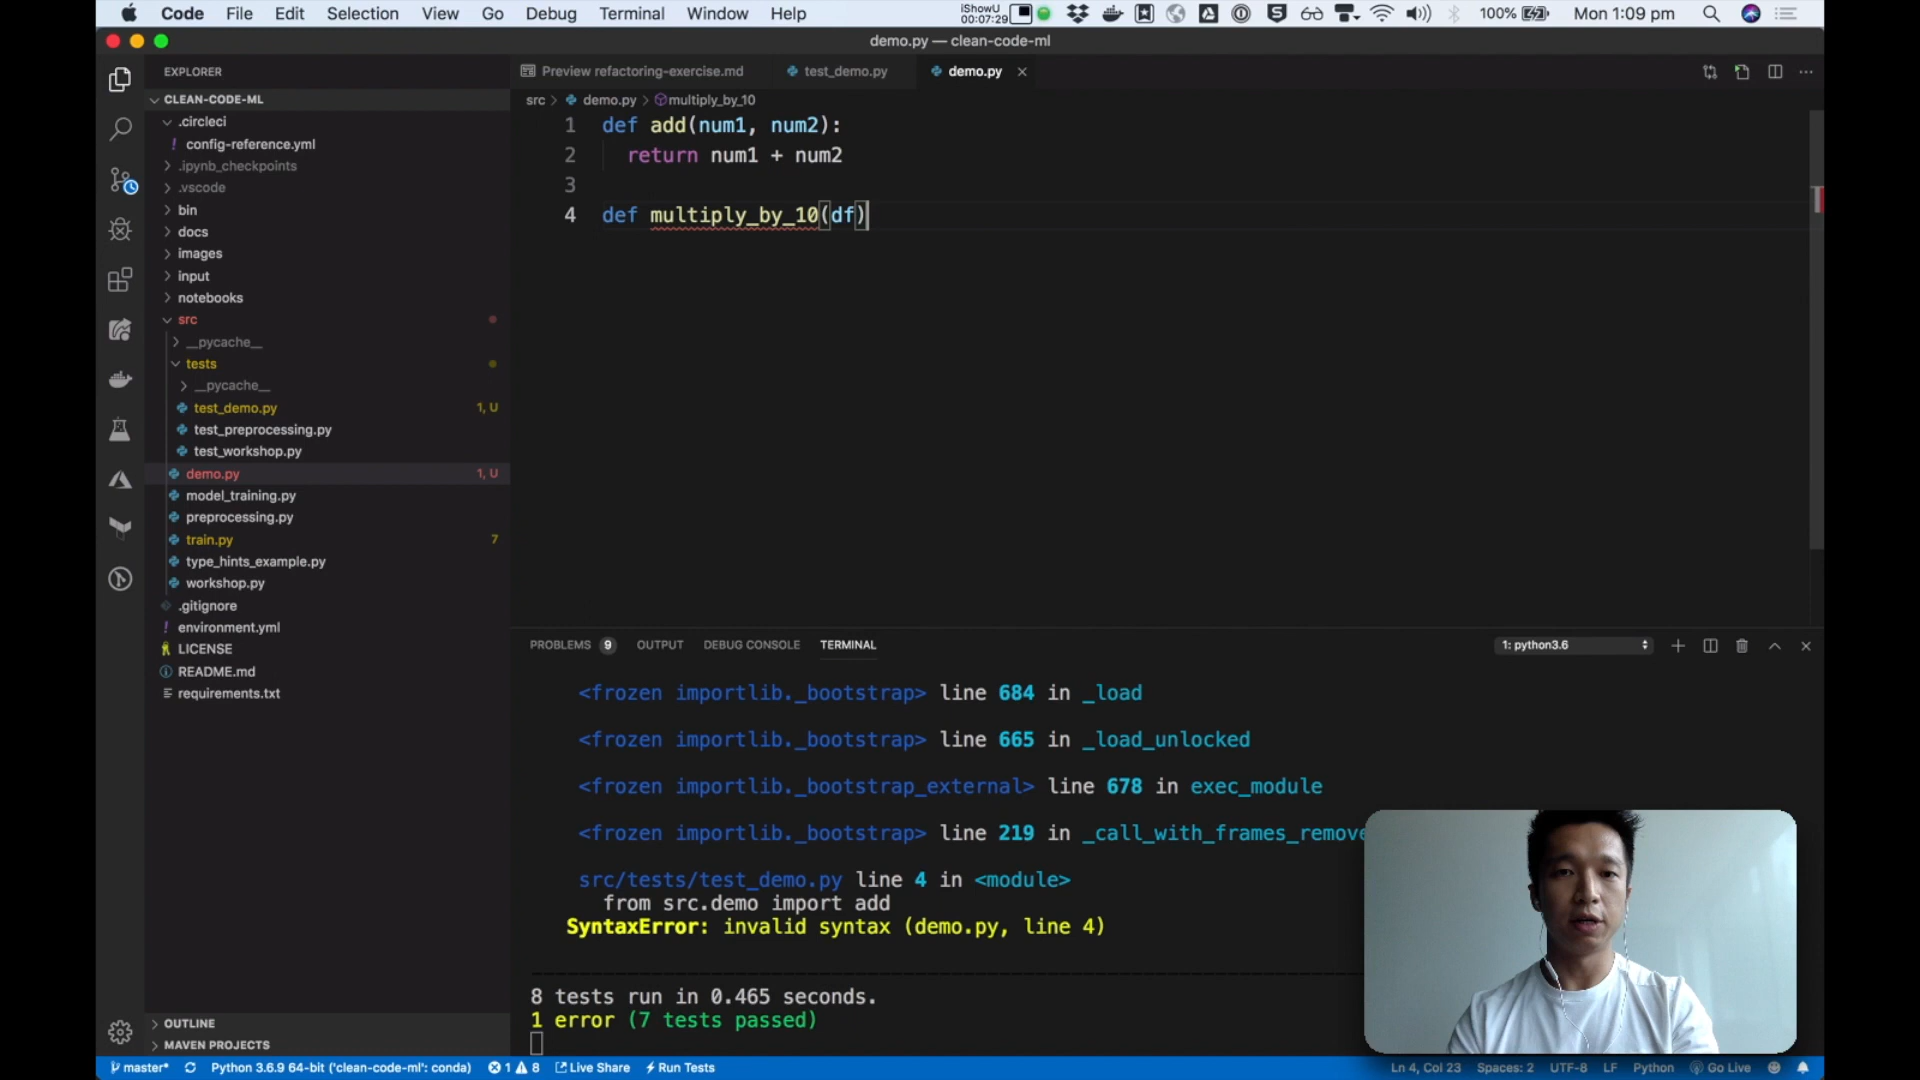 Code File Edit Selection View Go Debug Terminal Window Help
iShowU
00:07:29
100%
Mon 1:09 pm
demo.py — clean-code-ml
EXPLORER
CLEAN-CODE-ML
.circleci
! config-reference.yml
.ipynb_checkpoints
.vscode
bin
docs
images
input
notebooks
src
__pycache__
tests
__pycache__
test_demo.py 1, U
test_preprocessing.py
test_workshop.py
demo.py 1, U
model_training.py
preprocessing.py
train.py 7
type_hints_example.py
workshop.py
.gitignore
! environment.yml
LICENSE
README.md
requirements.txt
OUTLINE
MAVEN PROJECTS
Preview refactoring-exercise.md
test_demo.py
demo.py
src > demo.py > multiply_by_10
1 def add(num1, num2):
2 return num1 + num2
3
4 def multiply_by_10(df)
PROBLEMS 9 OUTPUT DEBUG CONSOLE TERMINAL
1: python3.6
<frozen importlib._bootstrap> line 684 in _load
<frozen importlib._bootstrap> line 665 in _load_unlocked
<frozen importlib._bootstrap_external> line 678 in exec_module
<frozen importlib._bootstrap> line 219 in _call_with_frames_remove
src/tests/test_demo.py line 4 in <module>
from src.demo import add
SyntaxError: invalid syntax (demo.py, line 4)
8 tests run in 0.465 seconds.
1 error (7 tests passed)
master* Python 3.6.9 64-bit ('clean-code-ml': conda) 1 8 Live Share Run Tests
Ln 4, Col 23 Spaces: 2 UTF-8 LF Python Go Live